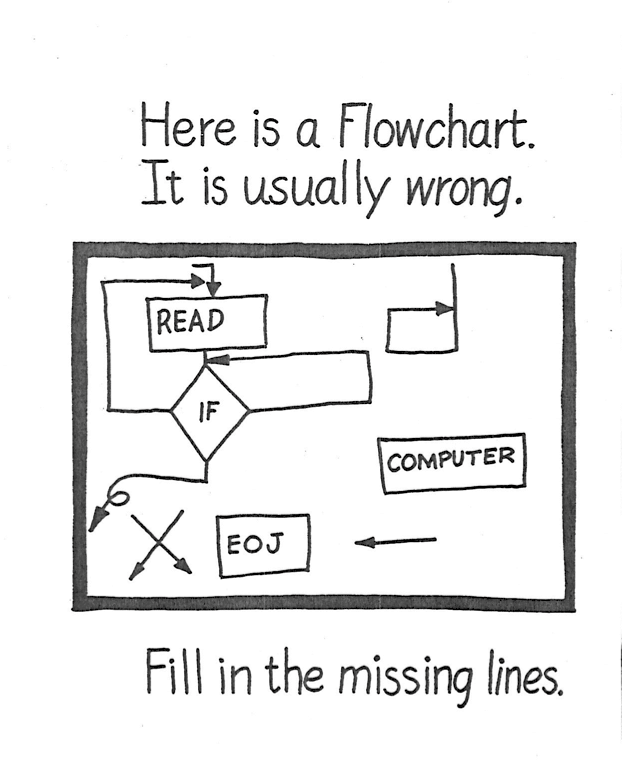 Here is a Flowchart.
It is usually wrong.
READ
IF
COMPUTER
EOJ
Fill in the missing lines.